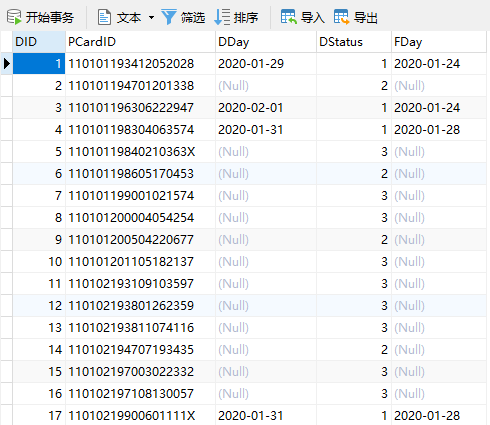 开始事务 文本 筛选 排序 导入 导出
DID PCardID DDay DStatus FDay
1 110101193412052028 2020-01-29 1 2020-01-24
2 110101194701201338 (Null) 2 (Null)
3 110101196306222947 2020-02-01 1 2020-01-24
4 110101198304063574 2020-01-31 1 2020-01-28
5 11010119840210363X (Null) 3 (Null)
6 110101198605170453 (Null) 2 (Null)
7 110101199001021574 (Null) 3 (Null)
8 110101200004054254 (Null) 3 (Null)
9 110101200504220677 (Null) 2 (Null)
10 110101201105182137 (Null) 3 (Null)
11 110102193109103597 (Null) 3 (Null)
12 110102193801262359 (Null) 3 (Null)
13 110102193811074116 (Null) 3 (Null)
14 110102194707193435 (Null) 2 (Null)
15 110102197003022332 (Null) 3 (Null)
16 110102197108130057 (Null) 3 (Null)
17 11010219900601111X 2020-01-31 1 2020-01-28